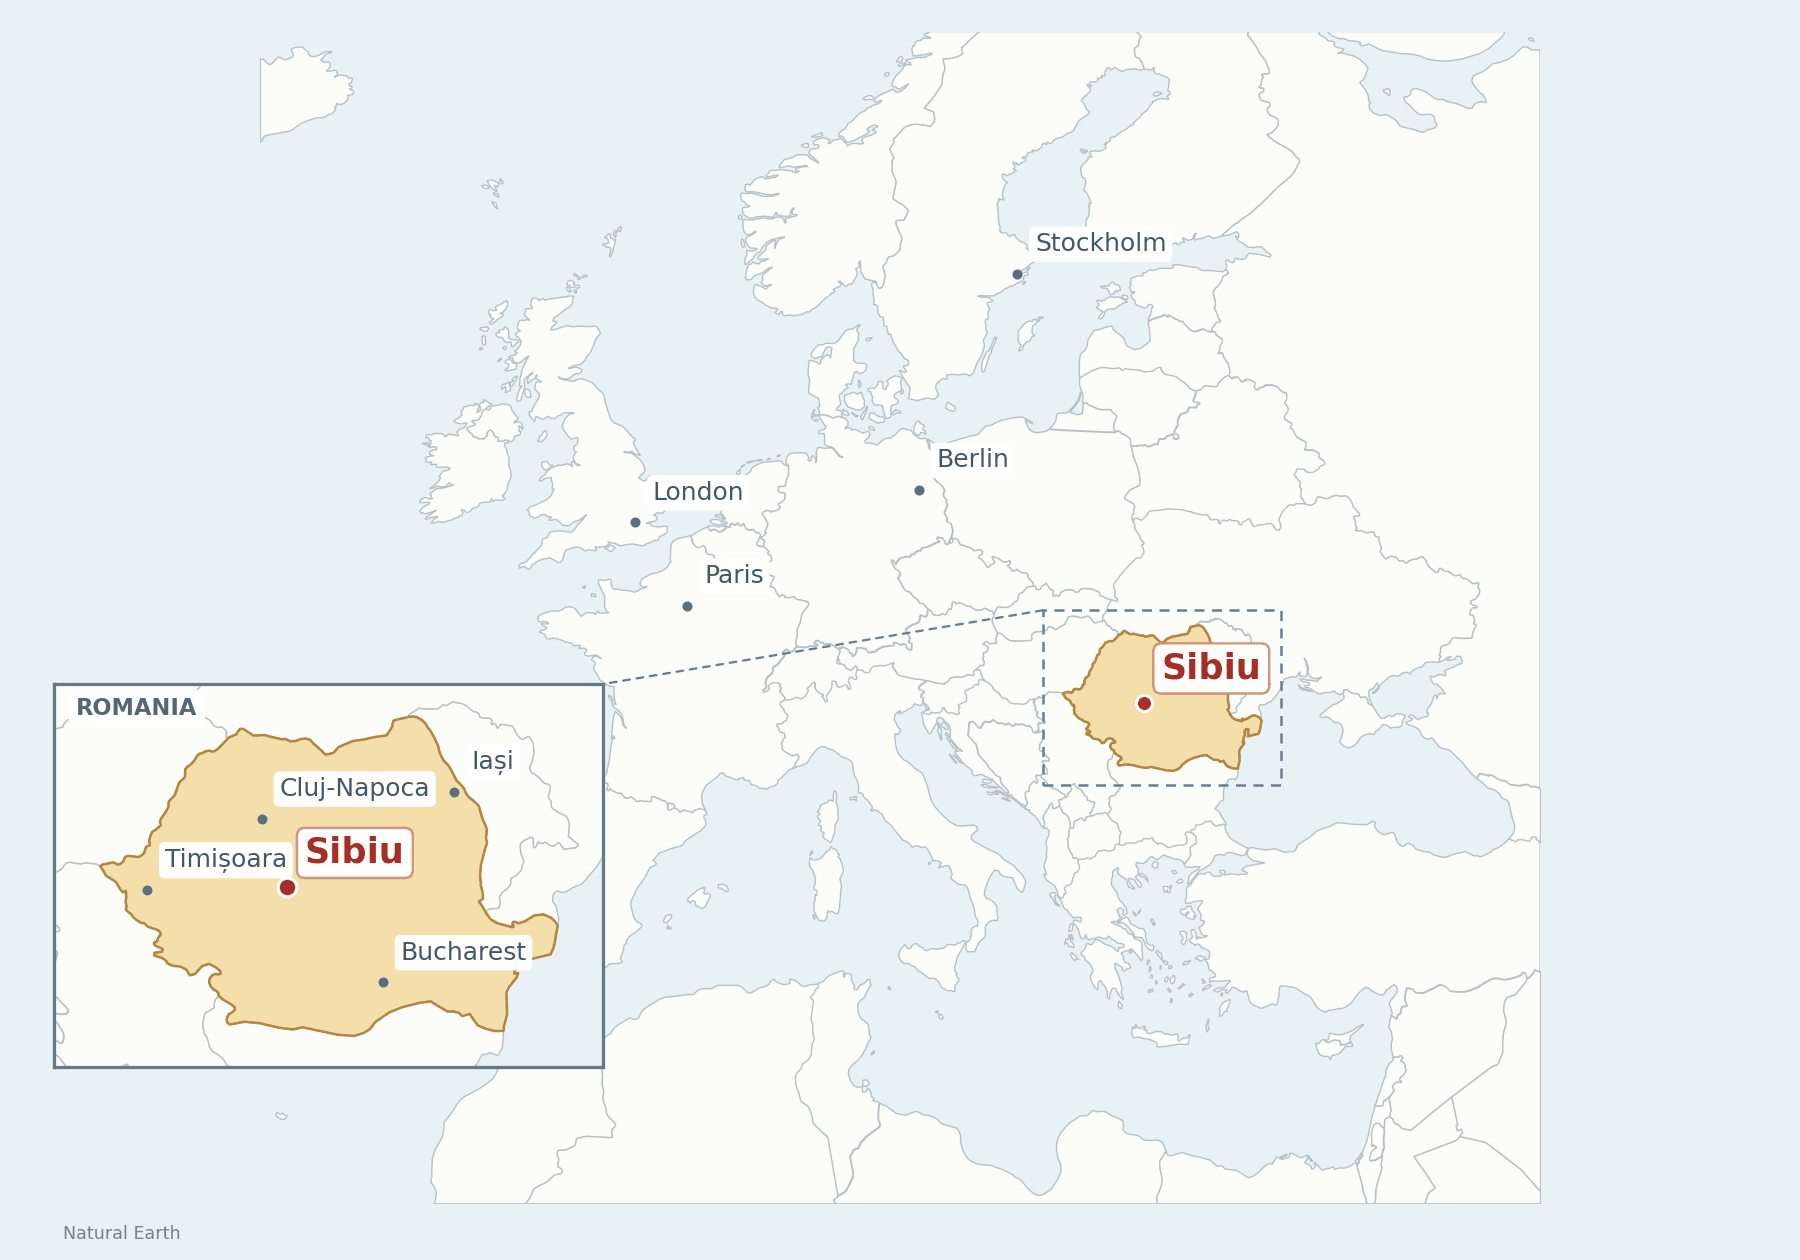 Stockholm
Berlin
London
Paris
Sibiu
ROMANIA
Iași
Cluj-Napoca
Sibiu
Timișoara
Bucharest
Natural Earth